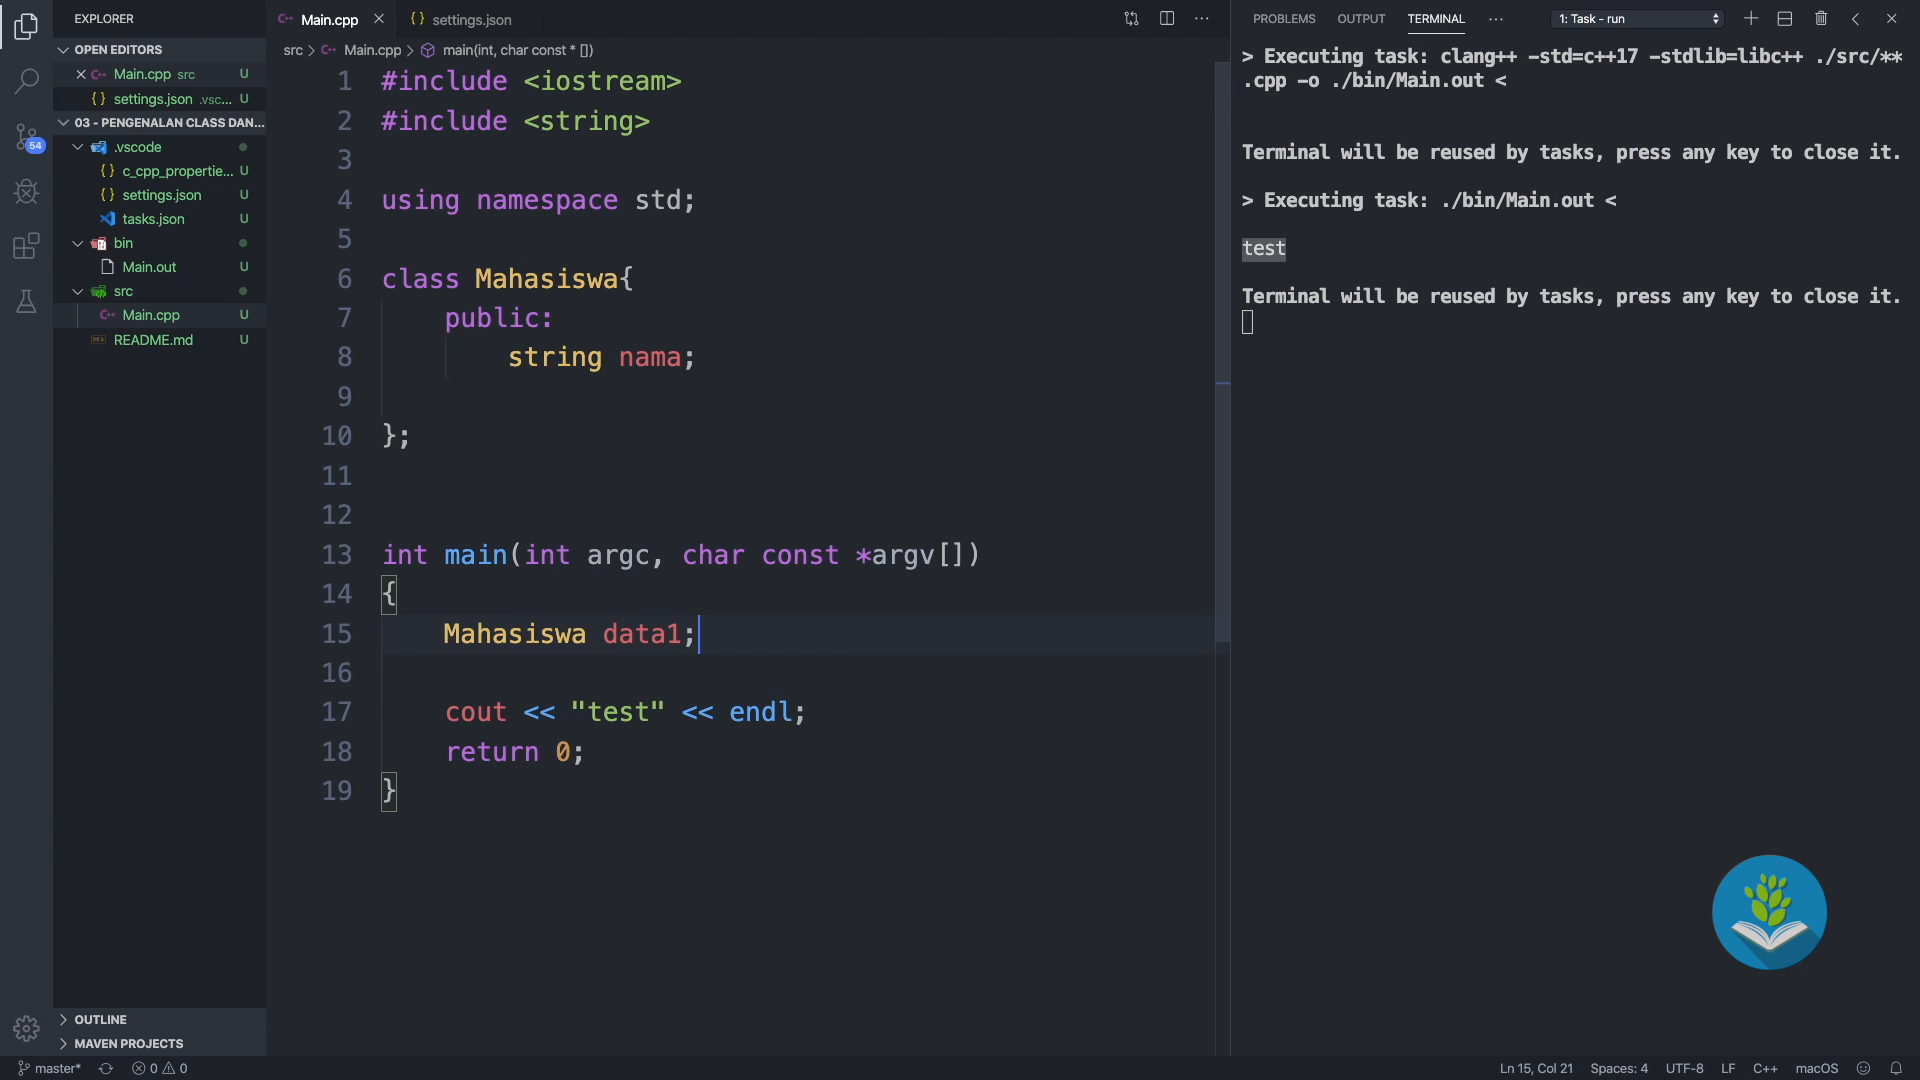 EXPLORER
OPEN EDITORS
Main.cpp src U
{} settings.json .vsc... U
03 - PENGENALAN CLASS DAN...
.vscode
{} c_cpp_propertie... U
{} settings.json U
tasks.json U
bin
Main.out U
src
Main.cpp U
README.md U
54
OUTLINE
MAVEN PROJECTS
Main.cpp
{} settings.json
src > Main.cpp > main(int, char const * [])
1 #include <iostream>
2 #include <string>
3
4 using namespace std;
5
6 class Mahasiswa{
7 public:
8 string nama;
9
10 };
11
12
13 int main(int argc, char const *argv[])
14 {
15 Mahasiswa data1;
16
17 cout << "test" << endl;
18 return 0;
19 }
PROBLEMS OUTPUT TERMINAL ... 1: Task - run
> Executing task: clang++ -std=c++17 -stdlib=libc++ ./src/**
.cpp -o ./bin/Main.out <
Terminal will be reused by tasks, press any key to close it.
> Executing task: ./bin/Main.out <
test
Terminal will be reused by tasks, press any key to close it.
master* 0 0 Ln 15, Col 21 Spaces: 4 UTF-8 LF C++ macOS